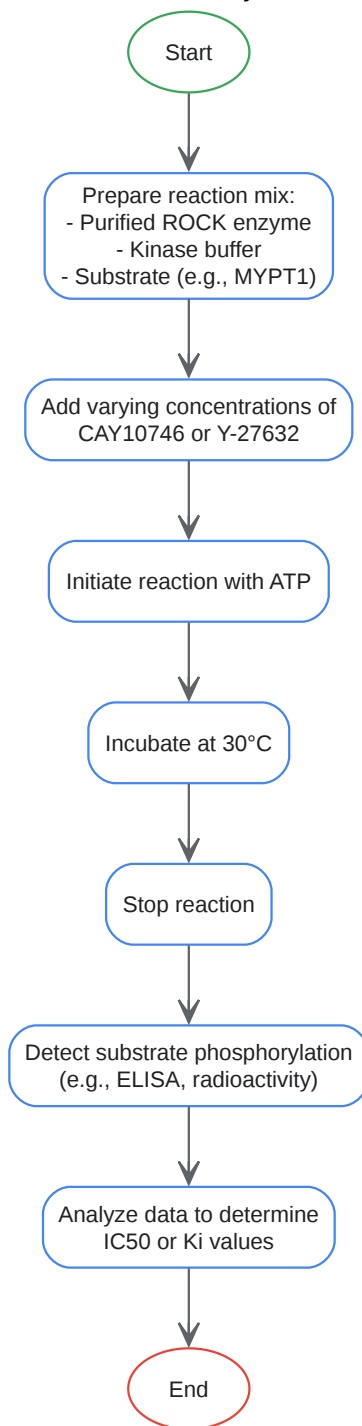 Start
Prepare reaction mix:
- Purified ROCK enzyme
- Kinase buffer
- Substrate (e.g., MYPT1)
Add varying concentrations of
CAY10746 or Y-27632
Initiate reaction with ATP
Incubate at 30°C
Stop reaction
Detect substrate phosphorylation
(e.g., ELISA, radioactivity)
Analyze data to determine
IC50 or Ki values
End